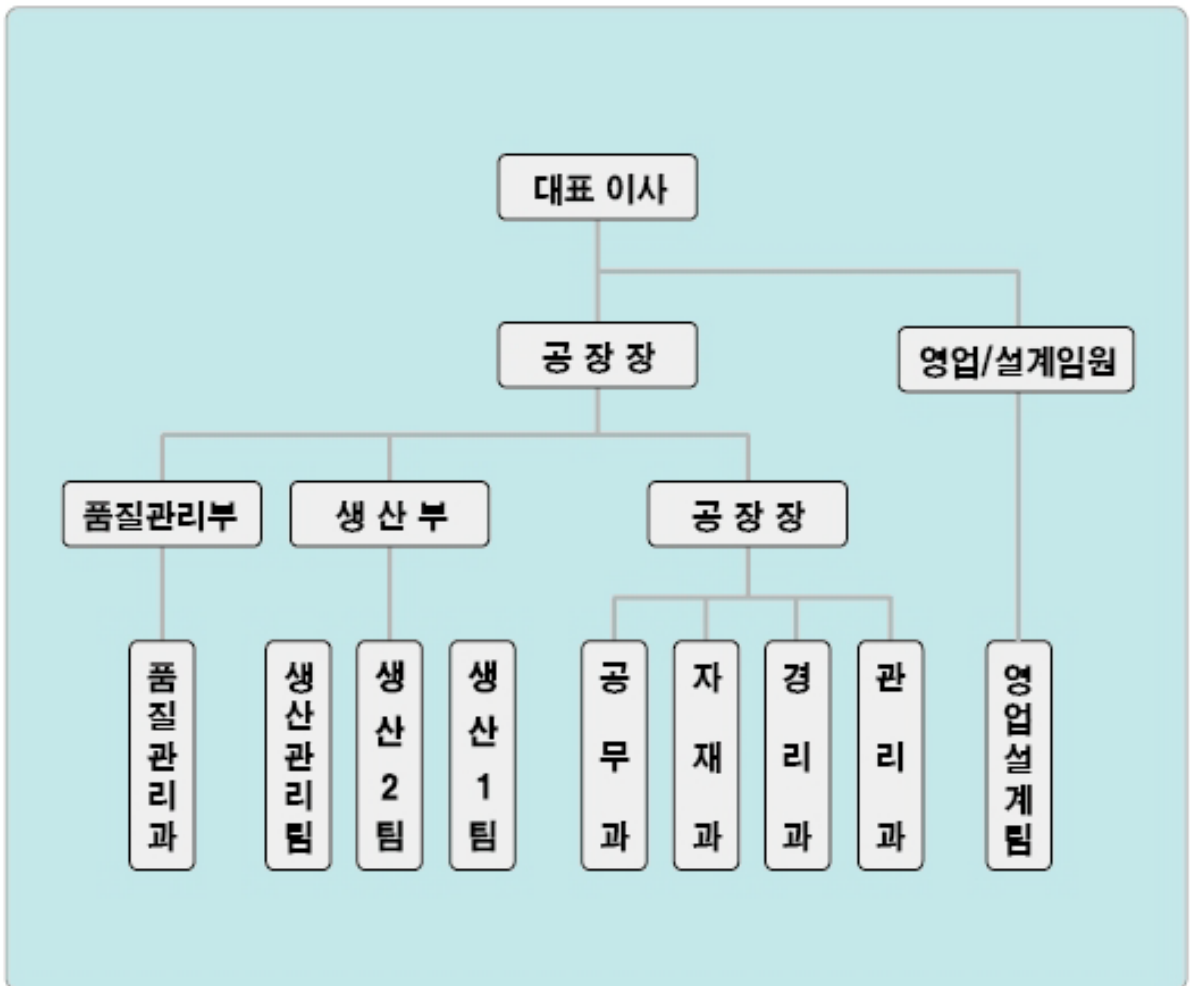 대표 이사
공 장 장
영업/설계임원
품질관리부
생 산 부
공 장 장
품질관리과
생산관리팀
생산2팀
생산1팀
공무과
자재과
경리과
관리과
영업설계팀